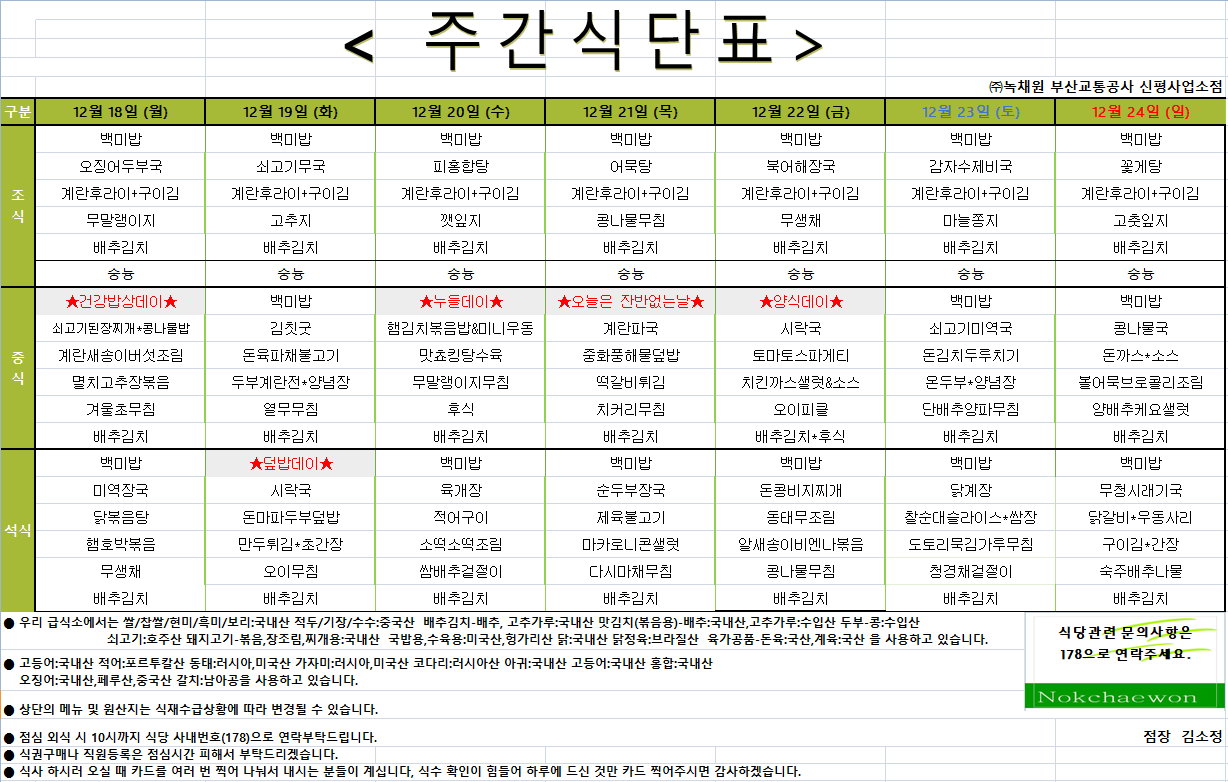 < 주간식단표 >
㈜녹채원 부산교통공사 신평사업소점
구분 12월 18일 (월) 12월 19일 (화) 12월 20일 (수) 12월 21일 (목) 12월 22일 (금) 12월 23일 (토) 12월 24일 (일)
조식
백미밥 백미밥 백미밥 백미밥 백미밥 백미밥 백미밥
오징어두부국 쇠고기무국 피홍합탕 어묵탕 북어해장국 감자수제비국 꽃게탕
계란후라이+구이김 계란후라이+구이김 계란후라이+구이김 계란후라이+구이김 계란후라이+구이김 계란후라이+구이김 계란후라이+구이김
무말랭이지 고추지 깻잎지 콩나물무침 무생채 마늘쫑지 고춧잎지
배추김치 배추김치 배추김치 배추김치 배추김치 배추김치 배추김치
숭늉 숭늉 숭늉 숭늉 숭늉 숭늉 숭늉
중식
★건강밥상데이★ 백미밥 ★누들데이★ ★오늘은 잔반없는날★ ★양식데이★ 백미밥 백미밥
쇠고기된장찌개*콩나물밥 김칫국 햄김치볶음밥&미니우동 계란파국 시락국 쇠고기미역국 콩나물국
계란새송이버섯조림 돈육파채불고기 맛쵸킹탕수육 중화풍해물덮밥 토마토스파게티 돈김치두루치기 돈까스*소스
멸치고추장볶음 두부계란전*양념장 무말랭이지무침 떡갈비튀김 치킨까스샐럿&소스 온두부*양념장 볼어묵브로콜리조림
겨울초무침 열무무침 후식 치커리무침 오이피클 단배추양파무침 양배추케요샐럿
배추김치 배추김치 배추김치 배추김치 배추김치*후식 배추김치 배추김치
석식
백미밥 ★덮밥데이★ 백미밥 백미밥 백미밥 백미밥 백미밥
미역장국 시락국 육개장 순두부장국 돈콩비지찌개 닭계장 무청시래기국
닭볶음탕 돈마파두부덮밥 적어구이 제육불고기 동태무조림 찰순대슬라이스*쌈장 닭갈비*우동사리
햄호박볶음 만두튀김*초간장 소떡소떡조림 마카로니콘샐럿 알새송이비엔나볶음 도토리묵김가루무침 구이김*간장
무생채 오이무침 쌈배추겉절이 다시마채무침 콩나물무침 청경채겉절이 숙주배추나물
배추김치 배추김치 배추김치 배추김치 배추김치 배추김치 배추김치
● 우리 급식소에서는 쌀/찹쌀/현미/흑미/보리:국내산 적두/기장/수수:중국산 배추김치-배추, 고추가루:국내산 맛김치(볶음용)-배추:국내산,고추가루:수입산 두부-콩:수입산
쇠고기:호주산 돼지고기-볶음,장조림,찌개용:국내산 국밥용,수육용:미국산,헝가리산 닭:국내산 닭정육:브라질산 육가공품-돈육:국산,계육:국산 을 사용하고 있습니다.
● 고등어:국내산 적어:포르투칼산 동태:러시아,미국산 가자미:러시아,미국산 코다리:러시아산 아귀:국내산 고등어:국내산 홍합:국내산
오징어:국내산,페루산,중국산 갈치:남아공을 사용하고 있습니다.
● 상단의 메뉴 및 원산지는 식재수급상황에 따라 변경될 수 있습니다.
● 점심 외식 시 10시까지 식당 사내번호(178)으로 연락부탁드립니다.
● 식권구매나 직원등록은 점심시간 피해서 부탁드리겠습니다.
● 식사 하시러 오실 때 카드를 여러 번 찍어 나눠서 내시는 분들이 계십니다, 식수 확인이 힘들어 하루에 드신 것만 카드 찍어주시면 감사하겠습니다.
식당관련 문의사항은
178으로 연락주세요.
Nokchaewon
점장 김소정